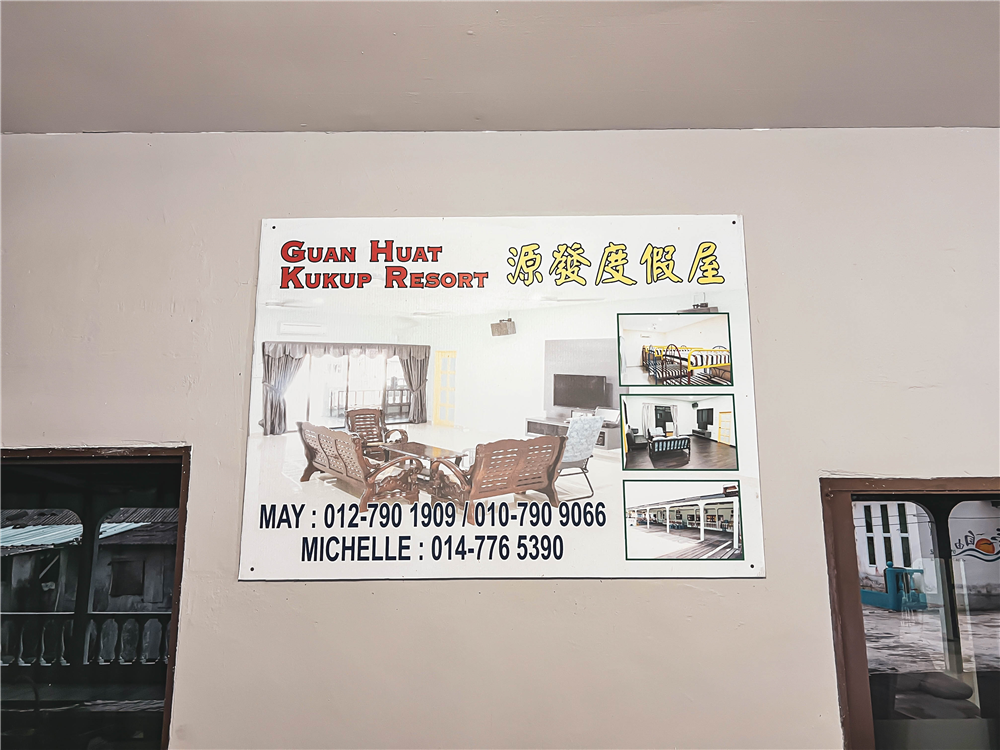 GUAN HUAT
KUKUP RESORT
源發度假屋
MAY : 012-790 1909 / 010-790 9066
MICHELLE : 014-776 5390